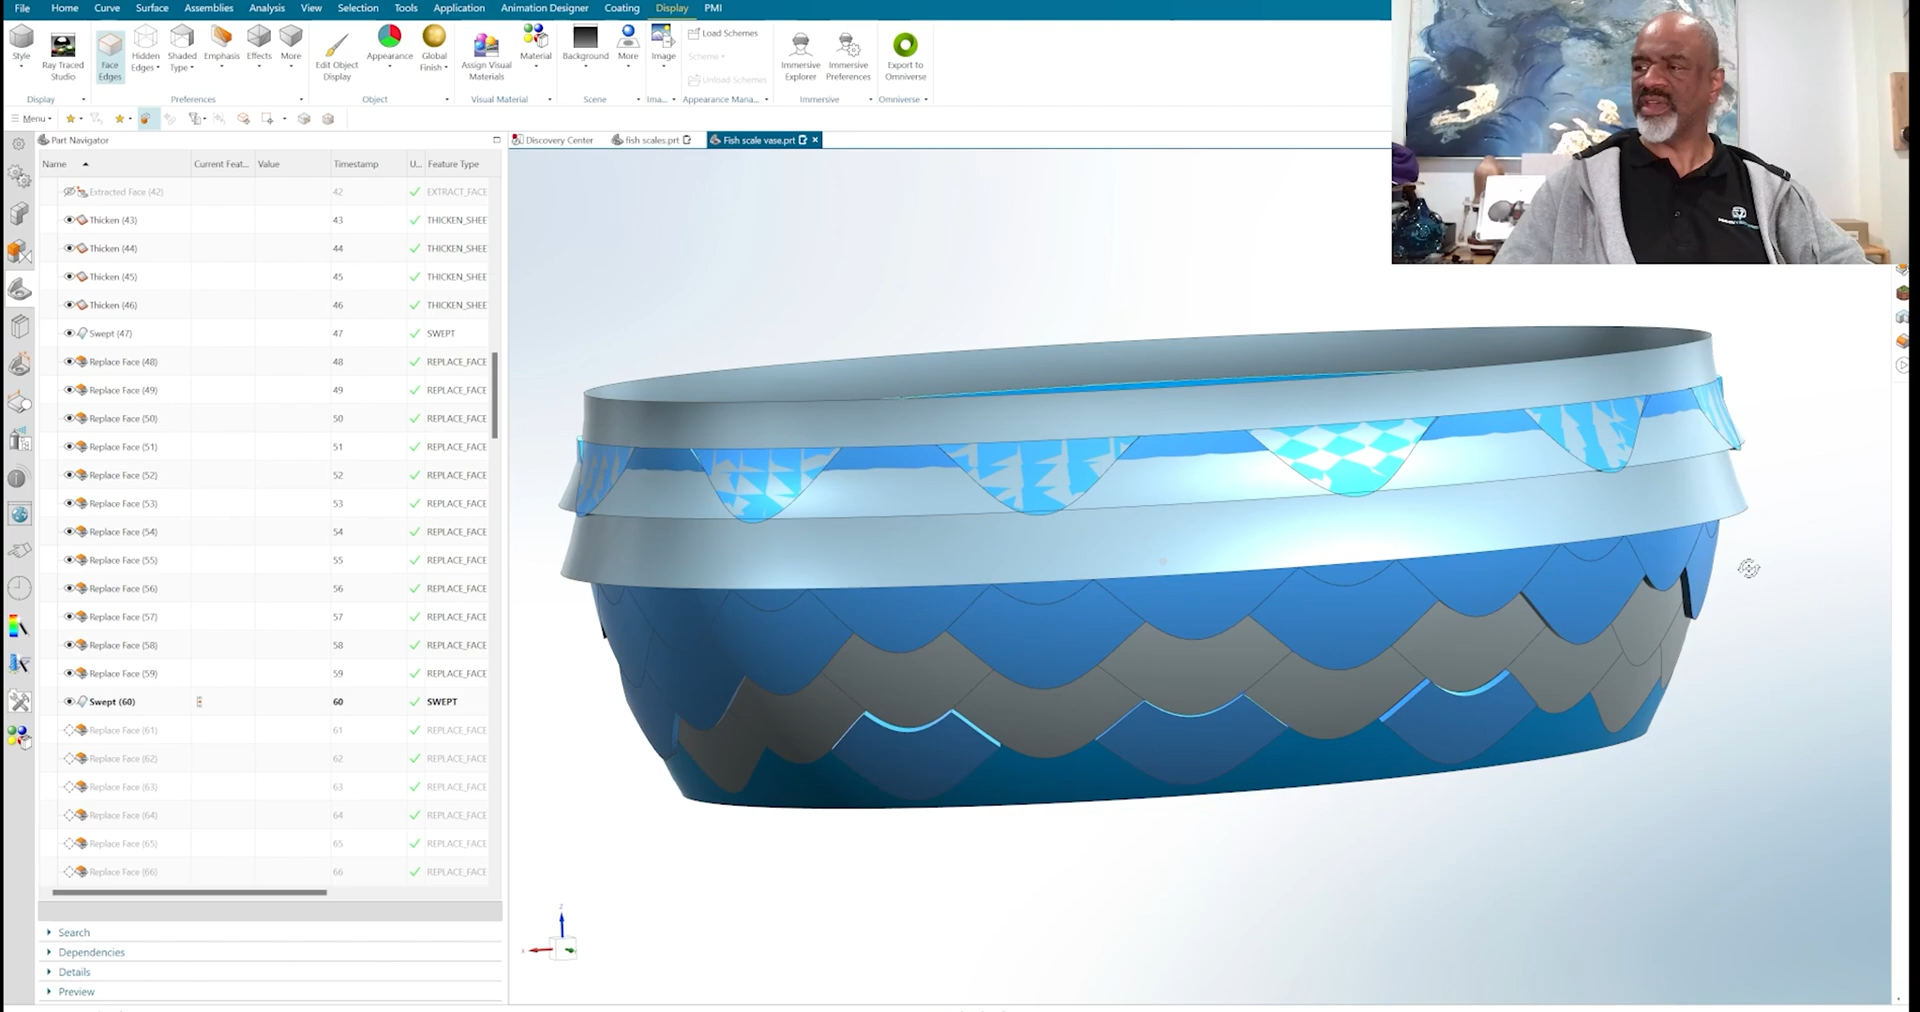 File Home Curve Surface Assemblies Analysis View Selection Tools Application Animation Designer Coating Display PMI
Style
Ray Traced Studio
Face Edges
Hidden Edges
Shaded Type
Emphasis
Effects
More
Edit Object Display
Appearance
Global Finish
Assign Visual Materials
Material
Background
More
Image
Load Schemes
Scheme
Unload Schemes
Immersive Explorer
Immersive Preferences
Export to Omniverse
Display Preferences Object Visual Material Scene Ima... Appearance Mana... Immersive Omniverse
Menu
Part Navigator
Discovery Center fish scales.prt Fish scale vase.prt
Name Current Feat... Value Timestamp U... Feature Type
Extracted Face (42) 42 EXTRACT_FACE
Thicken (43) 43 THICKEN_SHEE
Thicken (44) 44 THICKEN_SHEE
Thicken (45) 45 THICKEN_SHEE
Thicken (46) 46 THICKEN_SHEE
Swept (47) 47 SWEPT
Replace Face (48) 48 REPLACE_FACE
Replace Face (49) 49 REPLACE_FACE
Replace Face (50) 50 REPLACE_FACE
Replace Face (51) 51 REPLACE_FACE
Replace Face (52) 52 REPLACE_FACE
Replace Face (53) 53 REPLACE_FACE
Replace Face (54) 54 REPLACE_FACE
Replace Face (55) 55 REPLACE_FACE
Replace Face (56) 56 REPLACE_FACE
Replace Face (57) 57 REPLACE_FACE
Replace Face (58) 58 REPLACE_FACE
Replace Face (59) 59 REPLACE_FACE
Swept (60) 60 SWEPT
Replace Face (61) 61 REPLACE_FACE
Replace Face (62) 62 REPLACE_FACE
Replace Face (63) 63 REPLACE_FACE
Replace Face (64) 64 REPLACE_FACE
Replace Face (65) 65 REPLACE_FACE
Replace Face (66) 66 REPLACE_FACE
Search
Dependencies
Details
Preview
Z
X